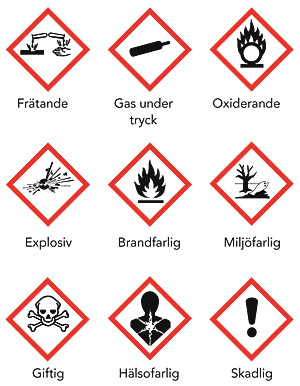 Frätande
Gas under
tryck
Oxiderande
Explosiv
Brandfarlig
Miljöfarlig
Giftig
Hälsofarlig
Skadlig